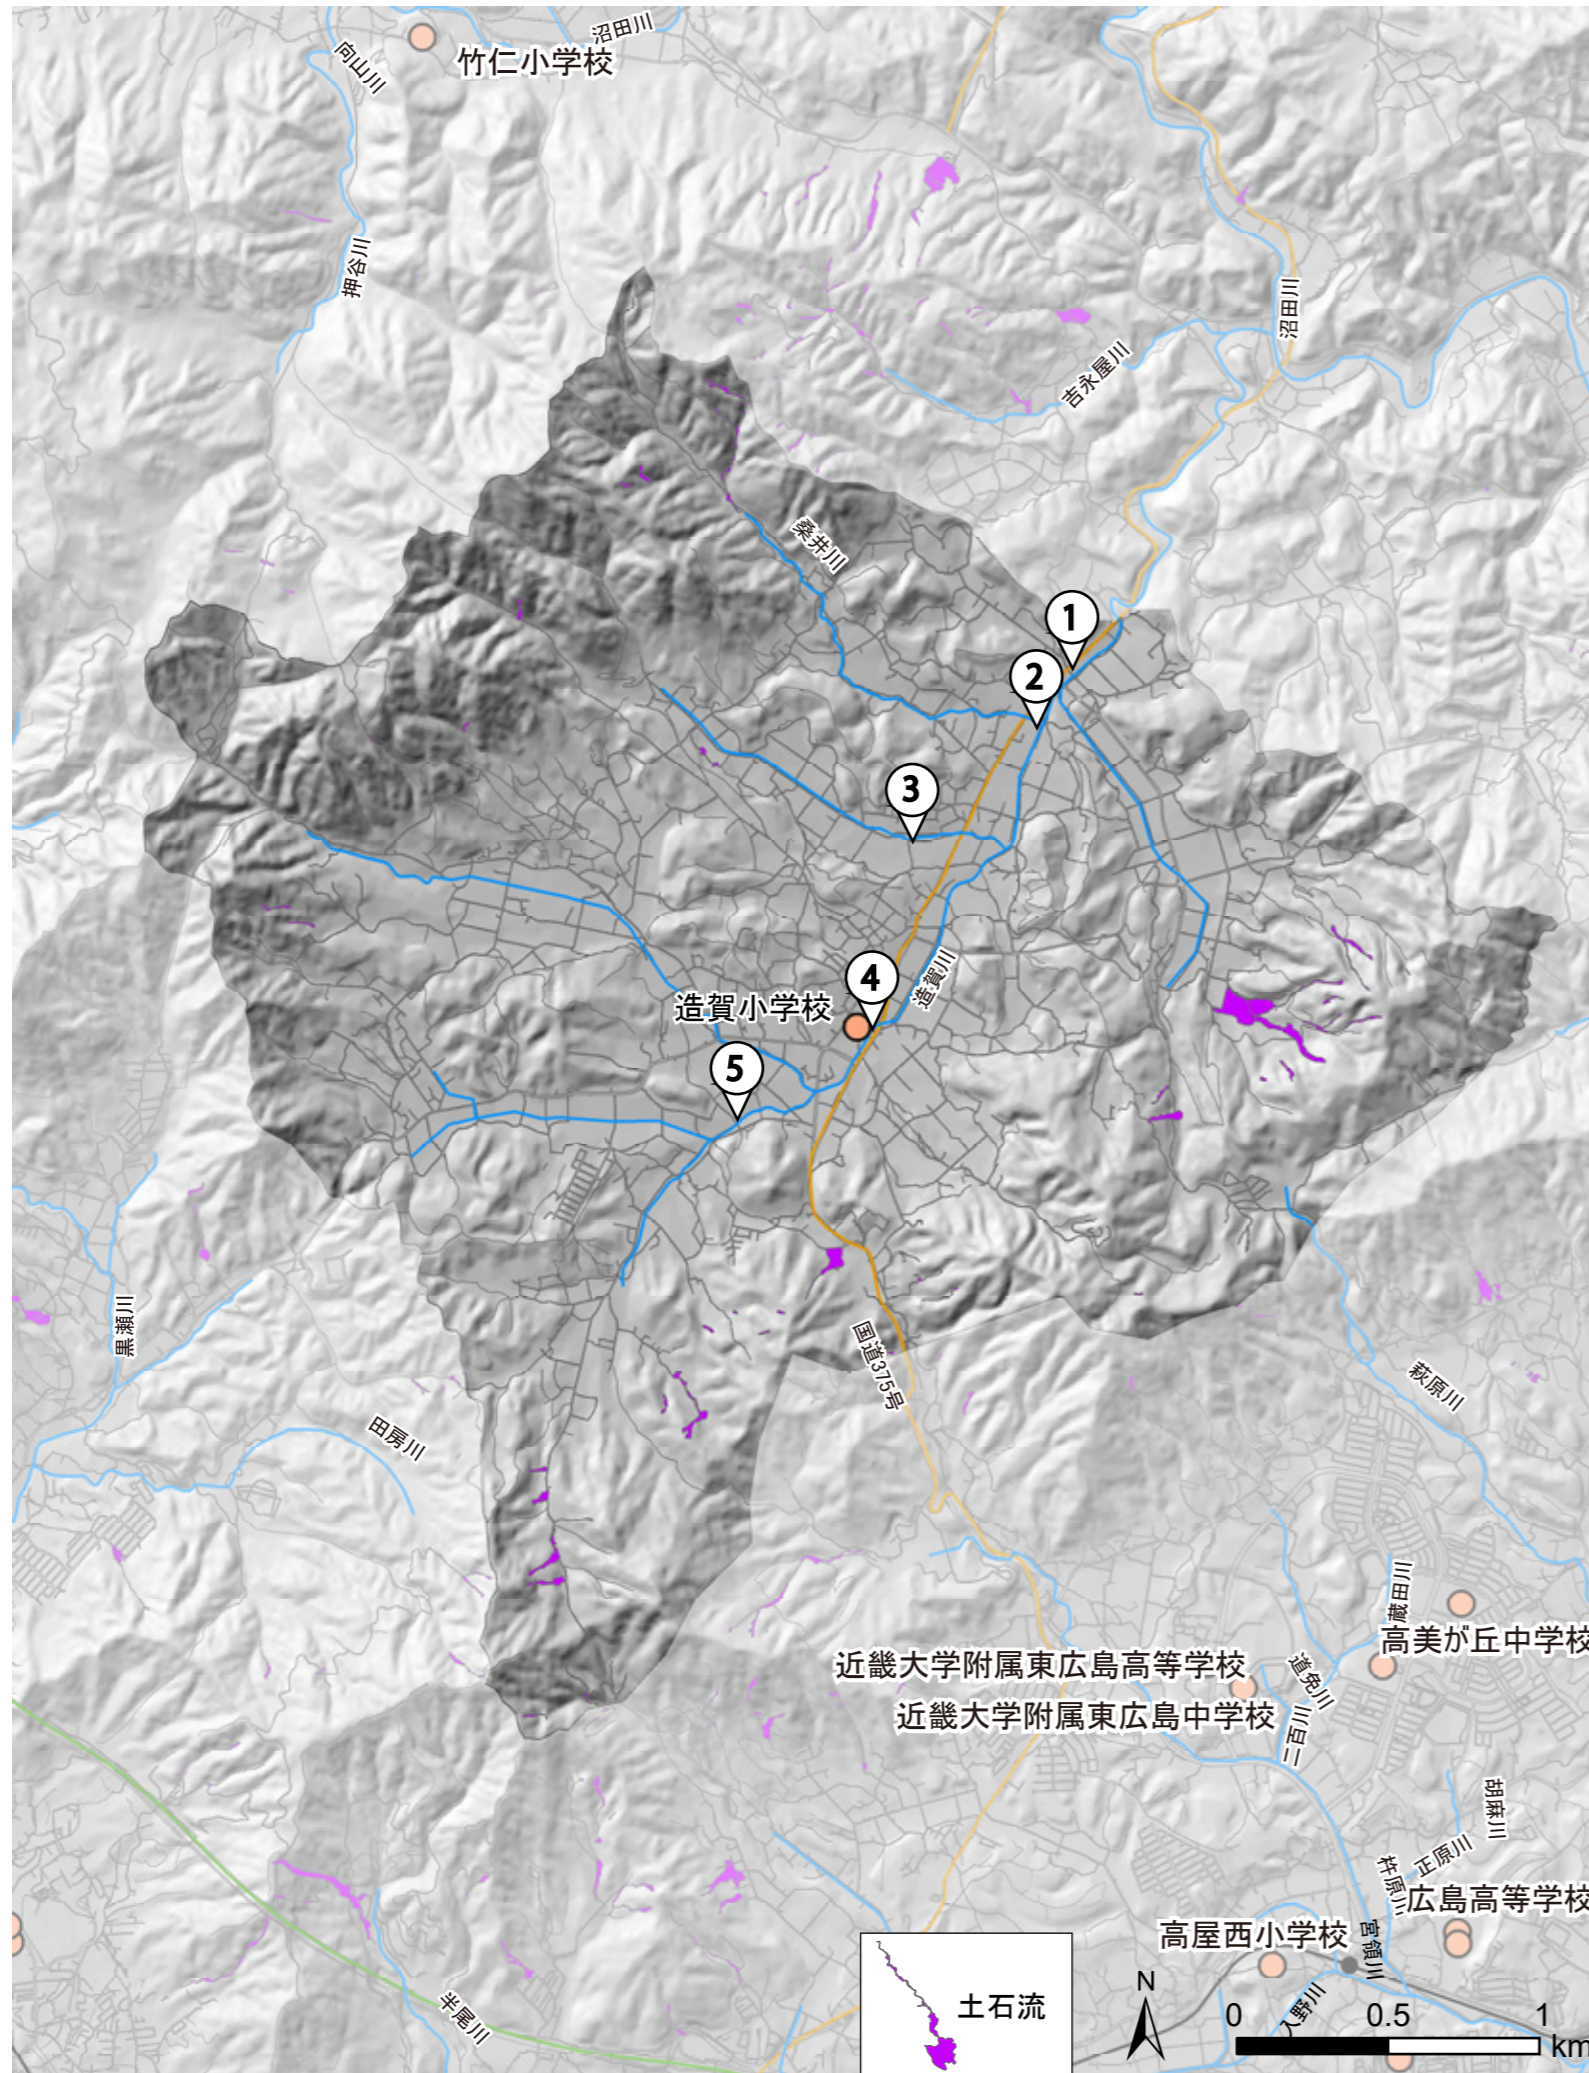 沼田川
竹仁小学校
向山川
押谷川
沼田川
吉永屋川
桑井川
1
2
3
4
造賀川
造賀小学校
5
黒瀬川
国道375号
萩原川
田房川
蔵田川
高美が丘中学校
近畿大学附属東広島高等学校
道免川
近畿大学附属東広島中学校
二百川
胡麻川
正原川
杵原川
広島高等学校
高屋西小学校
宮領川
入野川
半尾川
土石流
N
0 0.5 1
km